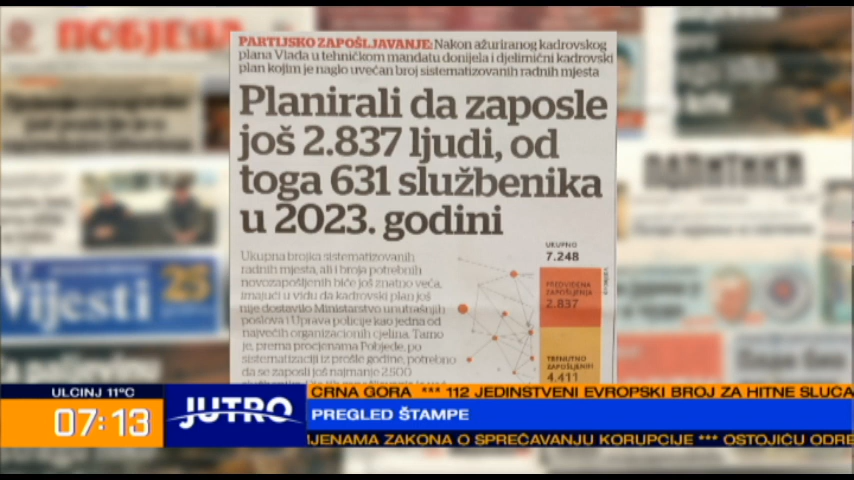 ПОБЈЕДА
PARTIJSKO ZAPOŠLJAVANJE: Nakon ažuriranog kadrovskog
plana Vlada u tehničkom mandatu donijela i djelimični kadrovski
plan kojim je naglo uvećan broj sistematizovanih radnih mjesta
Planirali da zaposle
još 2.837 ljudi, od
toga 631 službenika
u 2023. godini
Ukupna brojka sistematizovanih
radnih mjesta, ali i broja potrebnih
novozapošljenih biće još znatno veća,
imajući u vidu da kadrovski plan još
nije dostavilo Ministarstvo unutrašnjih
poslova i Uprava policije kao jedna od
najvećih organizacionih cjelina. Tamo
je, prema procjenama Pobjede, po
sistematizaciji iz prošle godine, potrebno
da se zaposli još najmanje 2.500
UKUPNO
7.248
PREDVIĐENA
ZAPOŠLJENJA
2.837
TRENUTNO
ZAPOŠLJENIH
4.411
ПОЛИТИКА
Vijesti
25
ULCINJ 11°C
07:13
JUTRO
CRNA GORA *** 112 JEDINSTVENI EVROPSKI BROJ ZA HITNE SLUČA
PREGLED ŠTAMPE
MJENAMA ZAKONA O SPREČAVANJU KORUPCIJE *** OSTOJIĆU ODRE